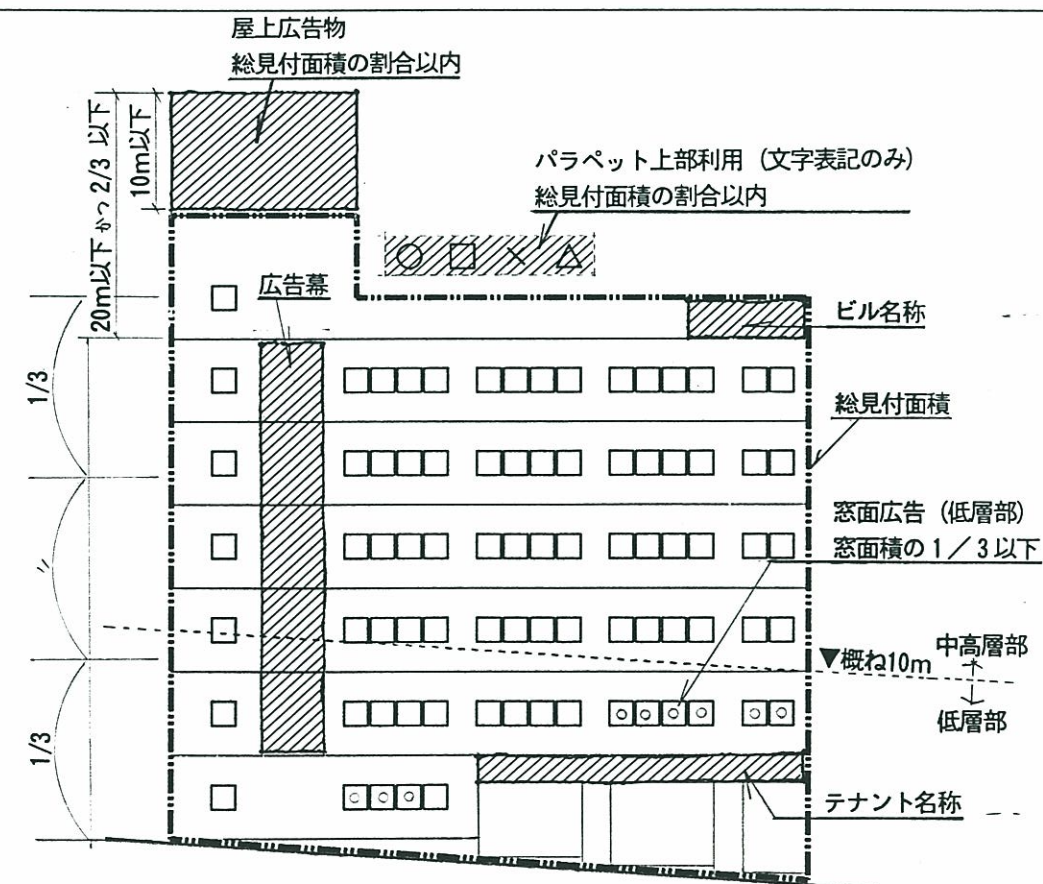 屋上広告物
総見付面積の割合以内
20m以下かつ2/3 以下
10m以下
パラペット上部利用（文字表記のみ）
総見付面積の割合以内
○ □ × △
広告幕
ビル名称
1/3
総見付面積
窓面広告（低層部）
窓面積の１／３以下
〃
▼概ね10m
中高層部
低層部
1/3
テナント名称